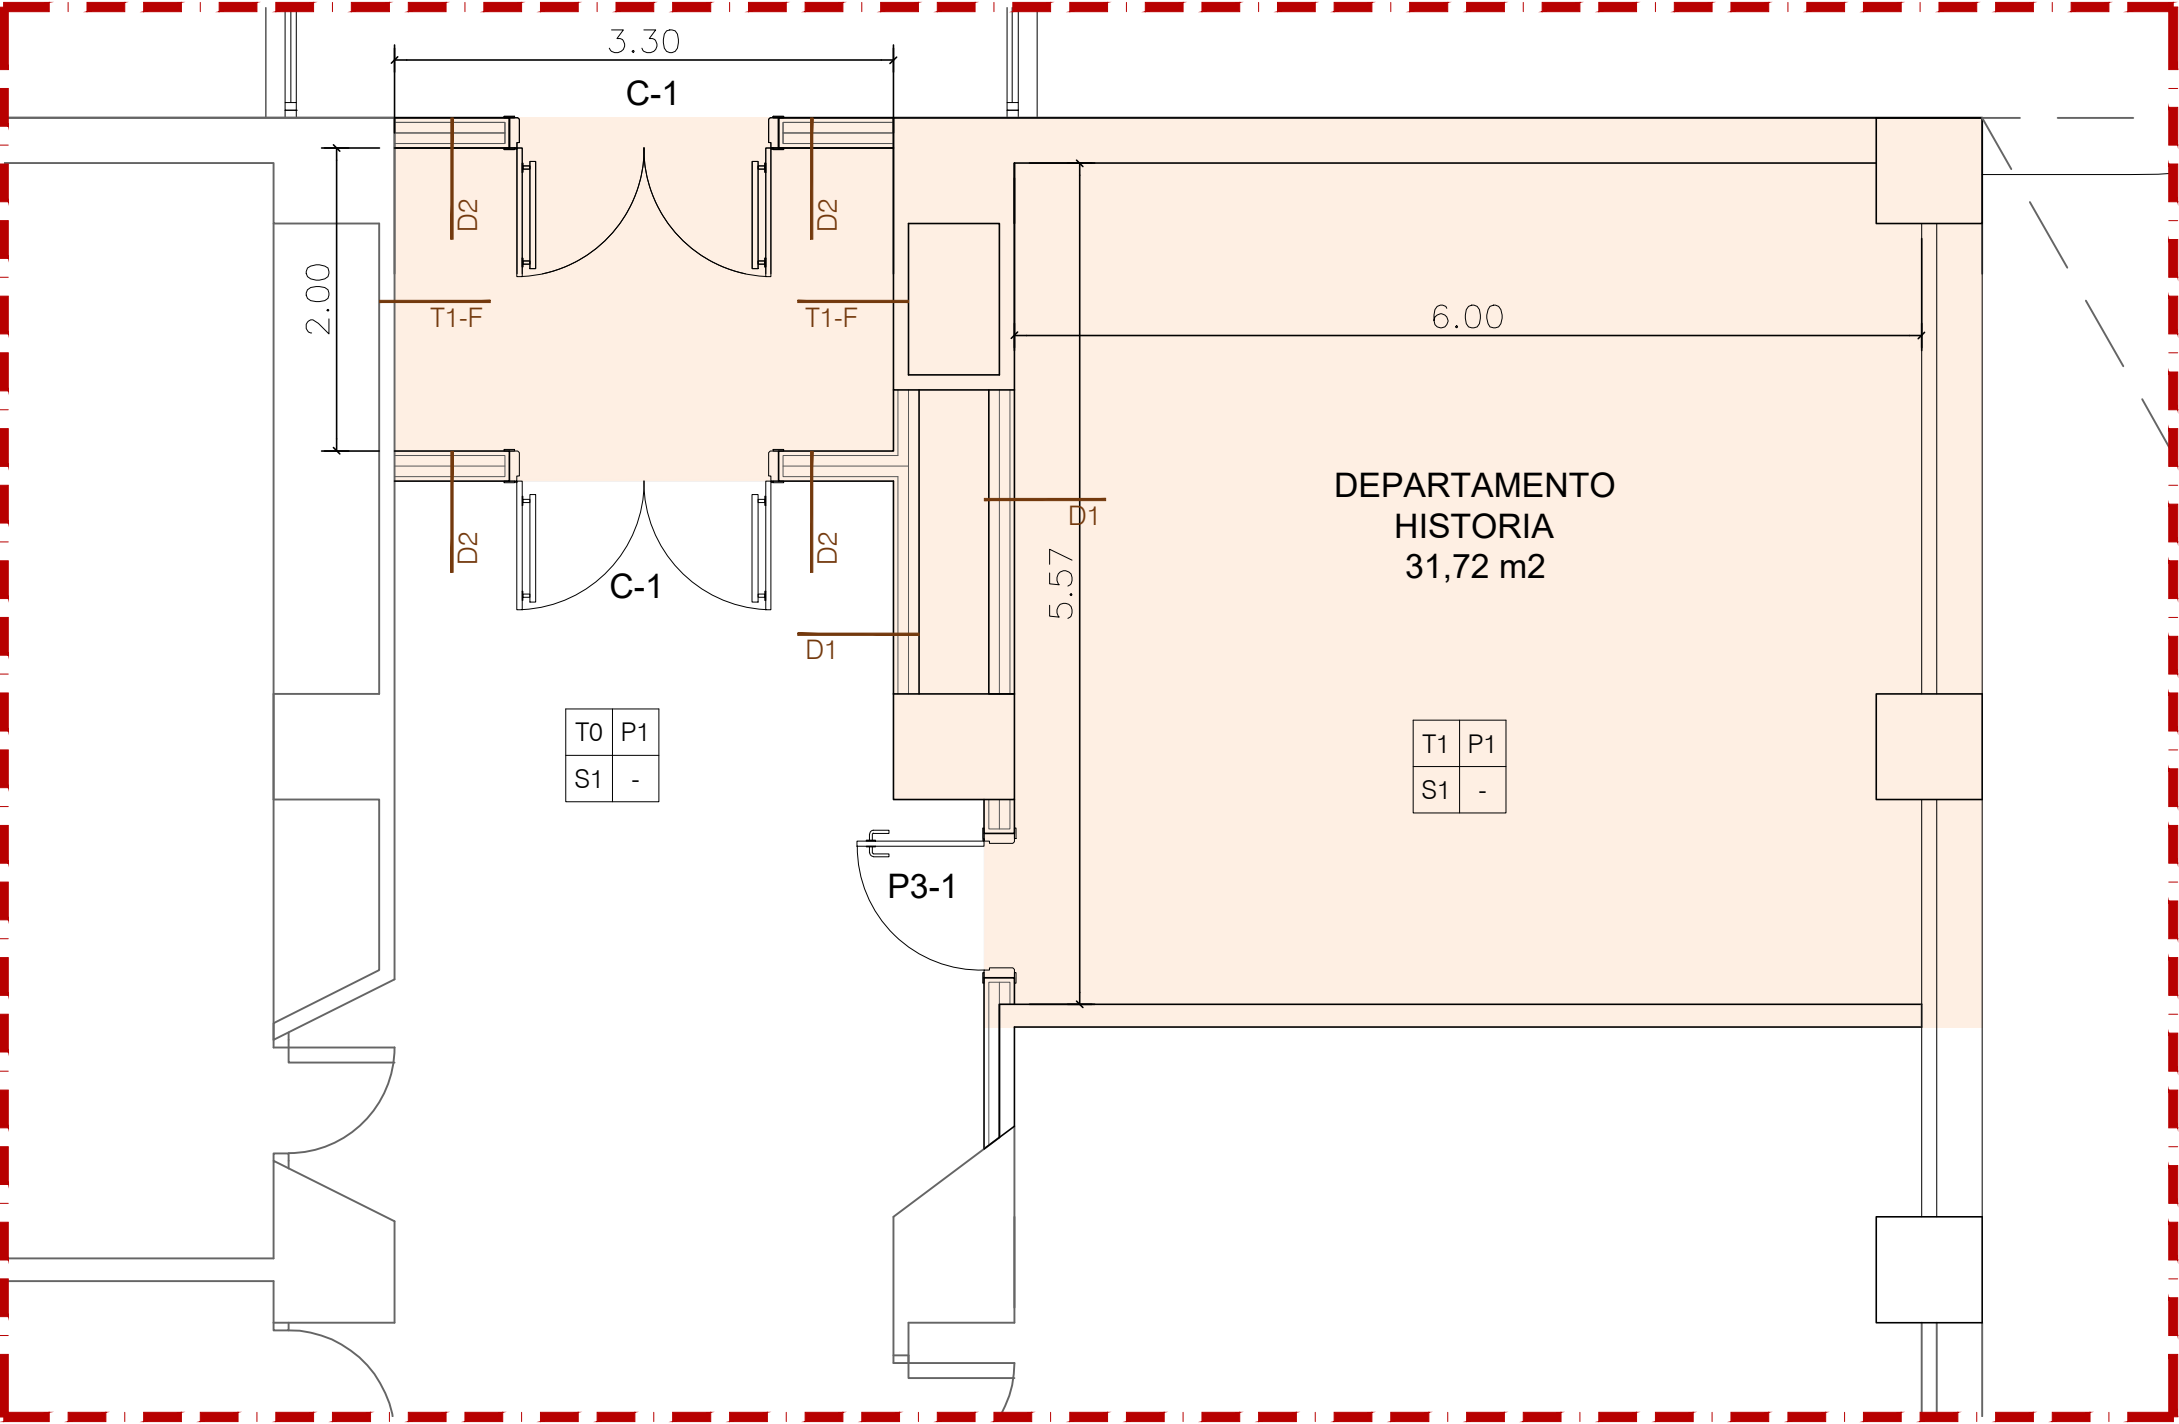 3.30
C-1
D2
D2
2.00
T1-F
T1-F
6.00
DEPARTAMENTO
HISTORIA
31,72 m2
D1
D2
D2
5.57
C-1
D1
T0 P1
S1 -
T1 P1
S1 -
P3-1